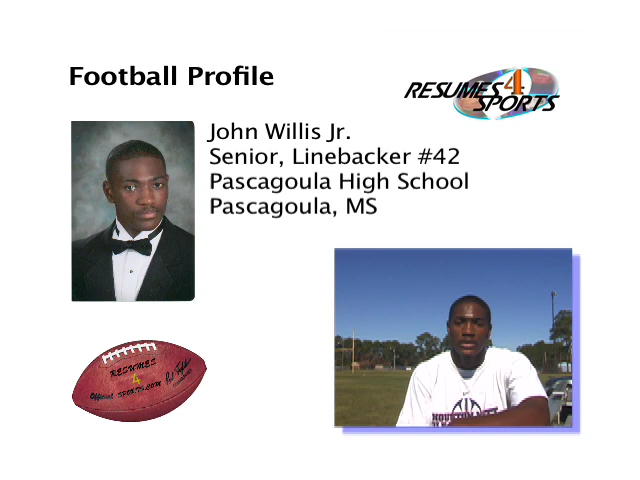 Football Profile
RESUMES 4
SPORTS
John Willis Jr.
Senior, Linebacker #42
Pascagoula High School
Pascagoula, MS
RESUMES
4
Official SPORTS.COM